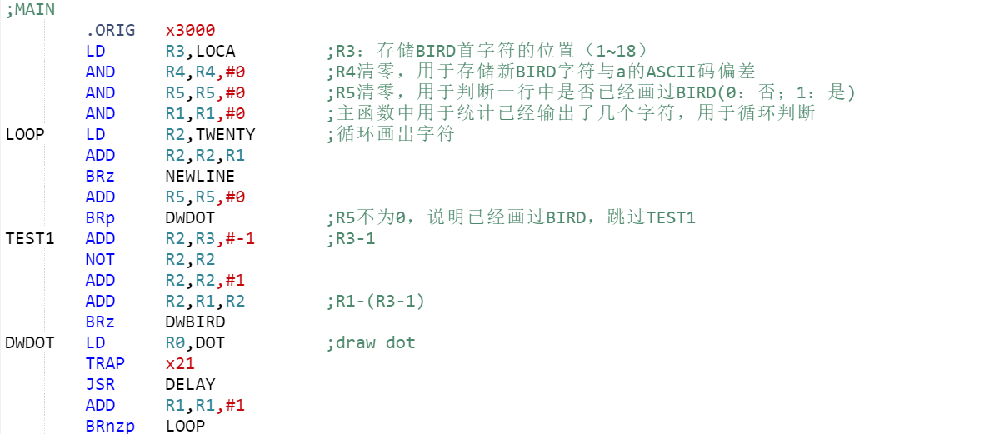 ;MAIN
.ORIG x3000
LD R3,LOCA ;R3：存储BIRD首字符的位置（1~18）
AND R4,R4,#0 ;R4清零，用于存储新BIRD字符与a的ASCII码偏差
AND R5,R5,#0 ;R5清零，用于判断一行中是否已经画过BIRD(0：否；1：是)
AND R1,R1,#0 ;主函数中用于统计已经输出了几个字符，用于循环判断
LOOP LD R2,TWENTY ;循环画出字符
ADD R2,R2,R1
BRz NEWLINE
ADD R5,R5,#0
BRp DWDOT ;R5不为0，说明已经画过BIRD，跳过TEST1
TEST1 ADD R2,R3,#-1 ;R3-1
NOT R2,R2
ADD R2,R2,#1
ADD R2,R1,R2 ;R1-(R3-1)
BRz DWBIRD
DWDOT LD R0,DOT ;draw dot
TRAP x21
JSR DELAY
ADD R1,R1,#1
BRnzp LOOP